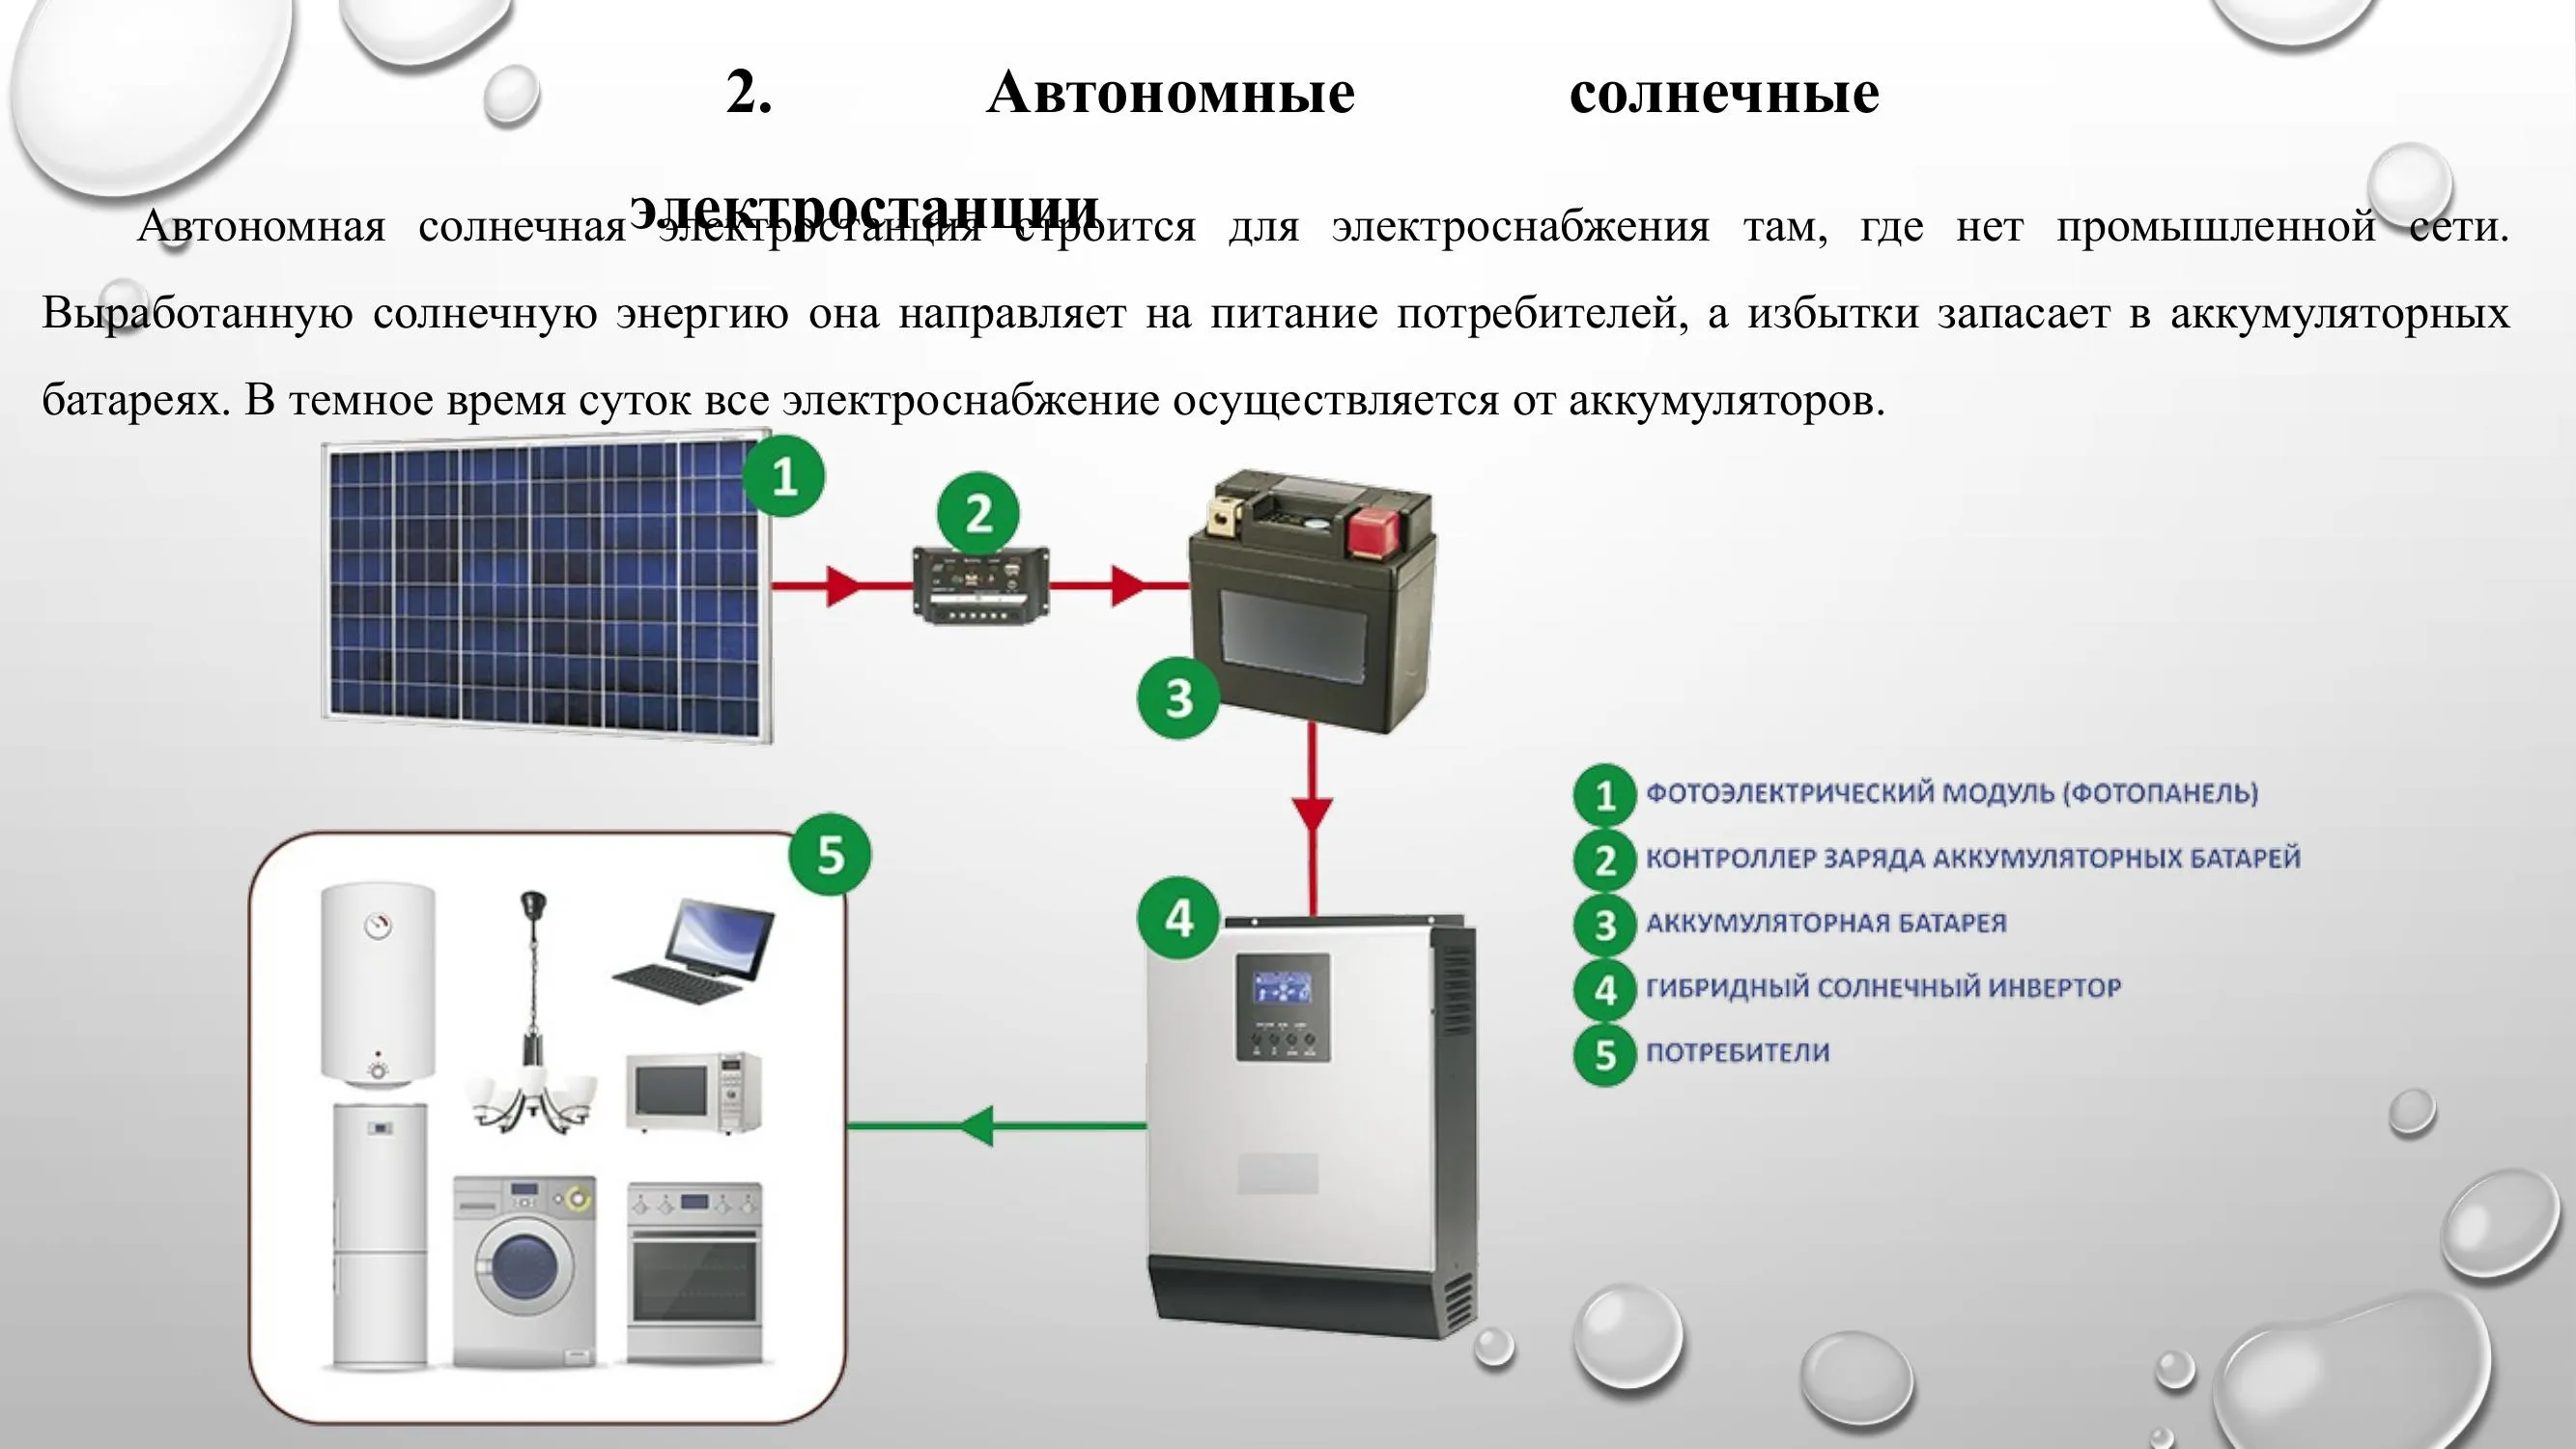 2. Автономные солнечные
электростанции
Автономная солнечная электростанция строится для электроснабжения там, где нет промышленной сети.
Выработанную солнечную энергию она направляет на питание потребителей, а избытки запасает в аккумуляторных
батареях. В темное время суток все электроснабжение осуществляется от аккумуляторов.
1
2
3
4
5
1 ФОТОЭЛЕКТРИЧЕСКИЙ МОДУЛЬ (ФОТОПАНЕЛЬ)
2 КОНТРОЛЛЕР ЗАРЯДА АККУМУЛЯТОРНЫХ БАТАРЕЙ
3 АККУМУЛЯТОРНАЯ БАТАРЕЯ
4 ГИБРИДНЫЙ СОЛНЕЧНЫЙ ИНВЕРТОР
5 ПОТРЕБИТЕЛИ